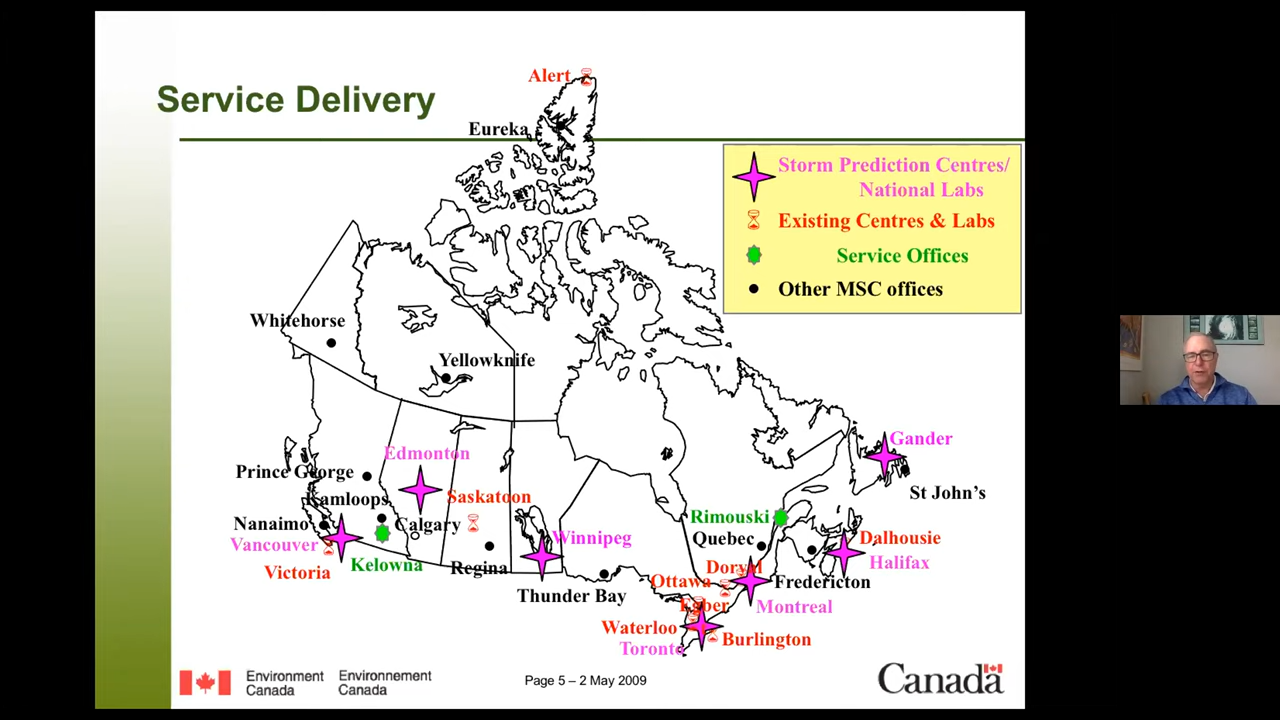 Service Delivery
Alert
Eureka
Storm Prediction Centres/
National Labs
Existing Centres & Labs
Service Offices
Other MSC offices
Whitehorse
Yellowknife
Gander
Edmonton
Prince George
Saskatoon
St John's
Kamloops
Rimouski
Nanaimo
Calgary
Winnipeg
Quebec
Dalhousie
Vancouver
Halifax
Kelowna
Regina
Dorval
Victoria
Ottawa
Fredericton
Thunder Bay
Egber
Montreal
Waterloo
Burlington
Toronto
Environment
Canada
Environnement
Canada
Page 5 – 2 May 2009
Canada